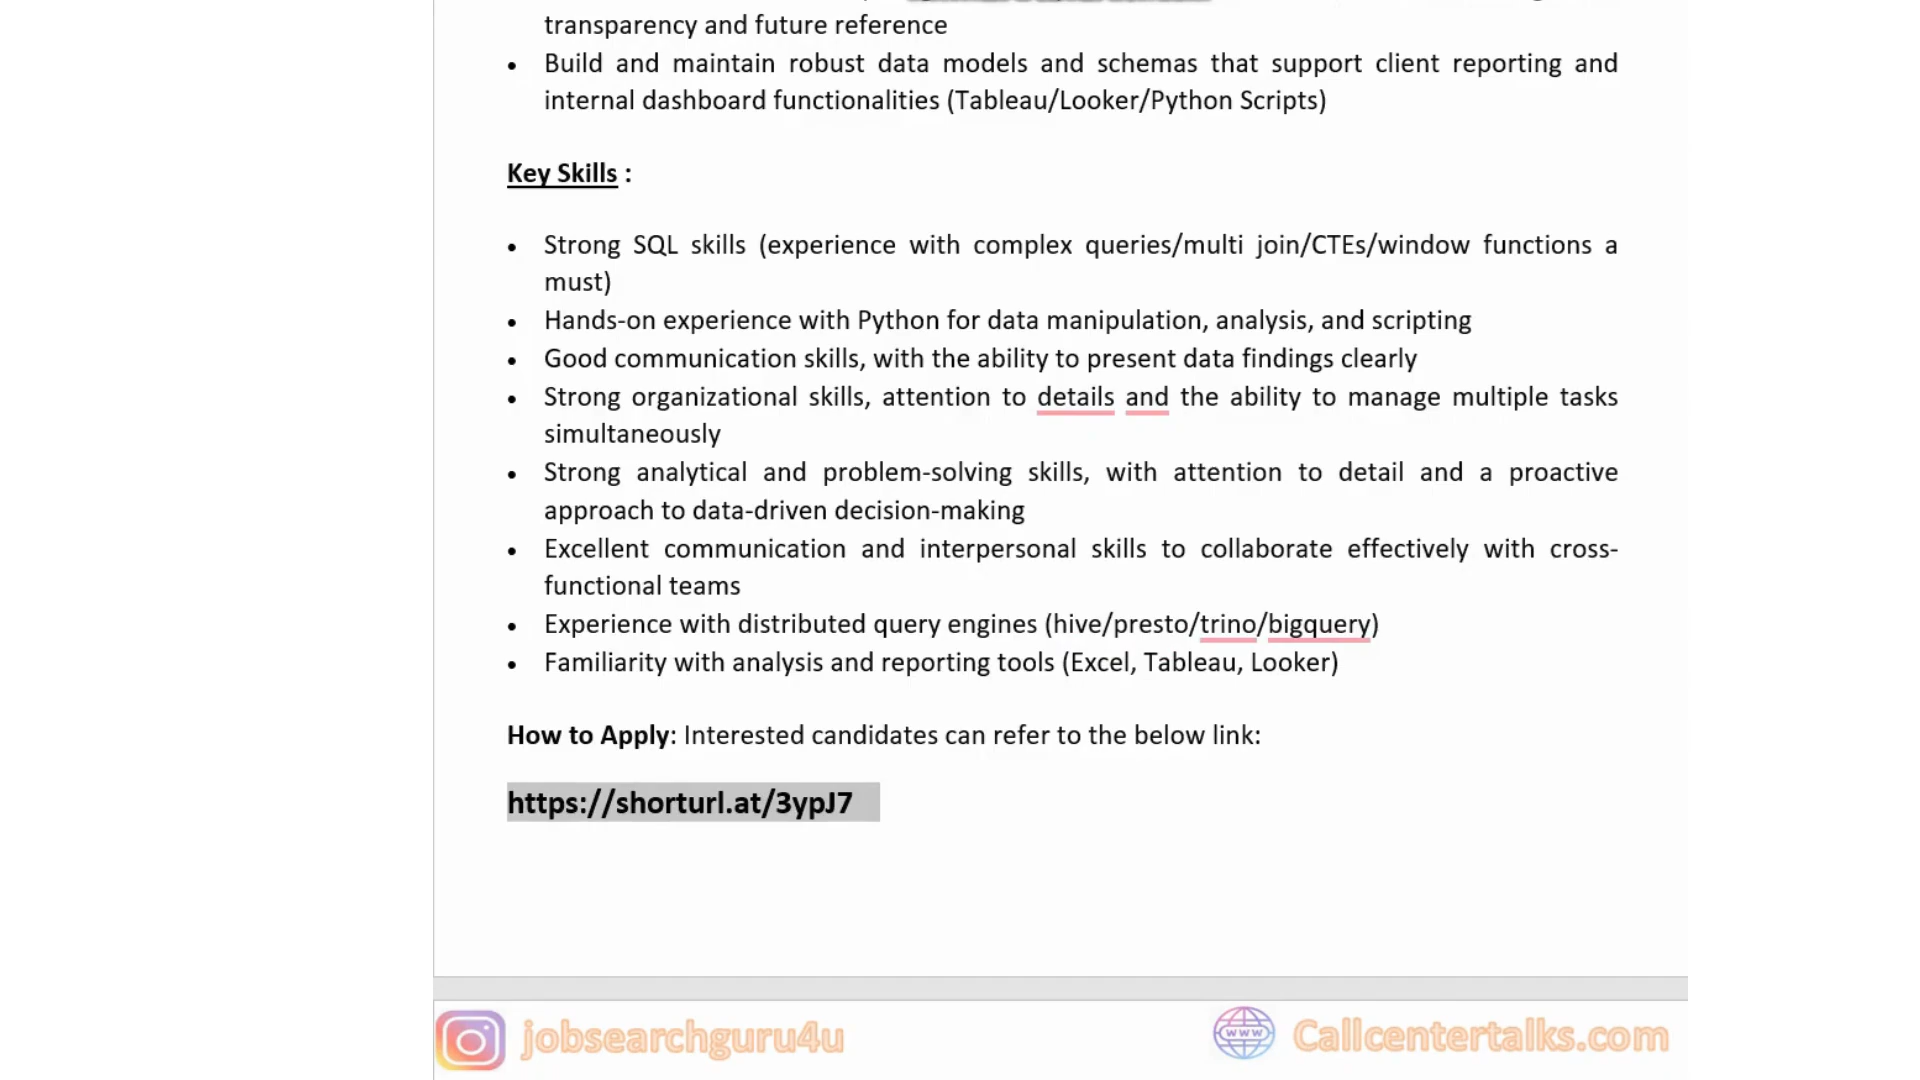 transparency and future reference
• Build and maintain robust data models and schemas that support client reporting and
internal dashboard functionalities (Tableau/Looker/Python Scripts)
Key Skills :
• Strong SQL skills (experience with complex queries/multi join/CTEs/window functions a
must)
• Hands-on experience with Python for data manipulation, analysis, and scripting
• Good communication skills, with the ability to present data findings clearly
• Strong organizational skills, attention to details and the ability to manage multiple tasks
simultaneously
• Strong analytical and problem-solving skills, with attention to detail and a proactive
approach to data-driven decision-making
• Excellent communication and interpersonal skills to collaborate effectively with cross-
functional teams
• Experience with distributed query engines (hive/presto/trino/bigquery)
• Familiarity with analysis and reporting tools (Excel, Tableau, Looker)
How to Apply: Interested candidates can refer to the below link:
https://shorturl.at/3ypJ7
jobsearchguru4u
www Callcentertalks.com